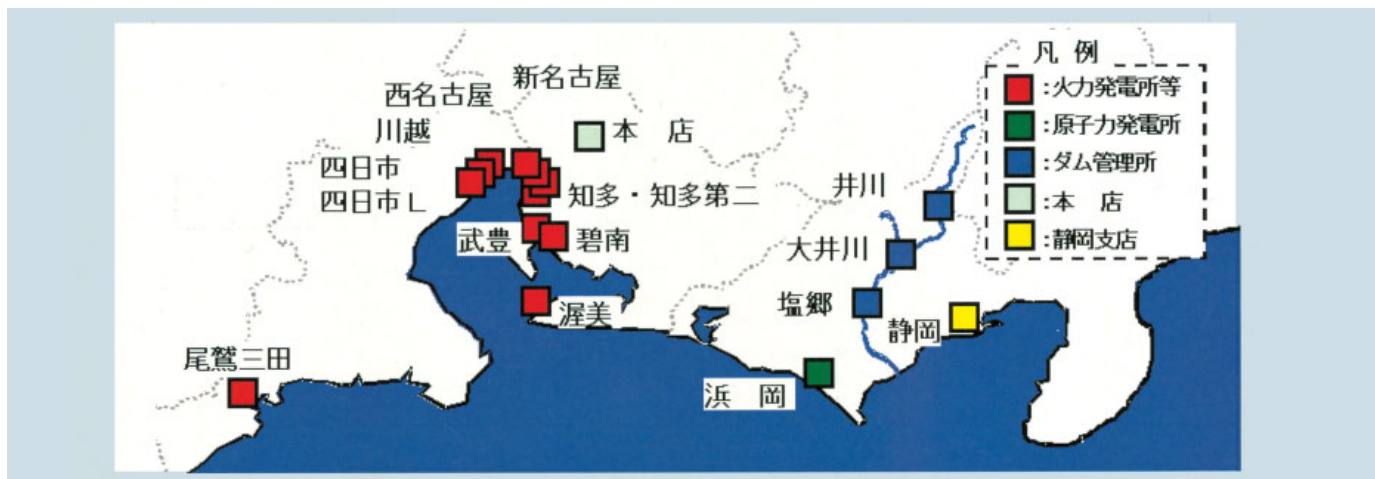 新名古屋
西名古屋
川越
本　店
四日市
四日市L
知多・知多第二
武豊
碧南
渥美
尾鷲三田
井川
大井川
塩郷
静岡
浜　岡
凡 例
:火力発電所等
:原子力発電所
:ダム管理所
:本　店
:静岡支店